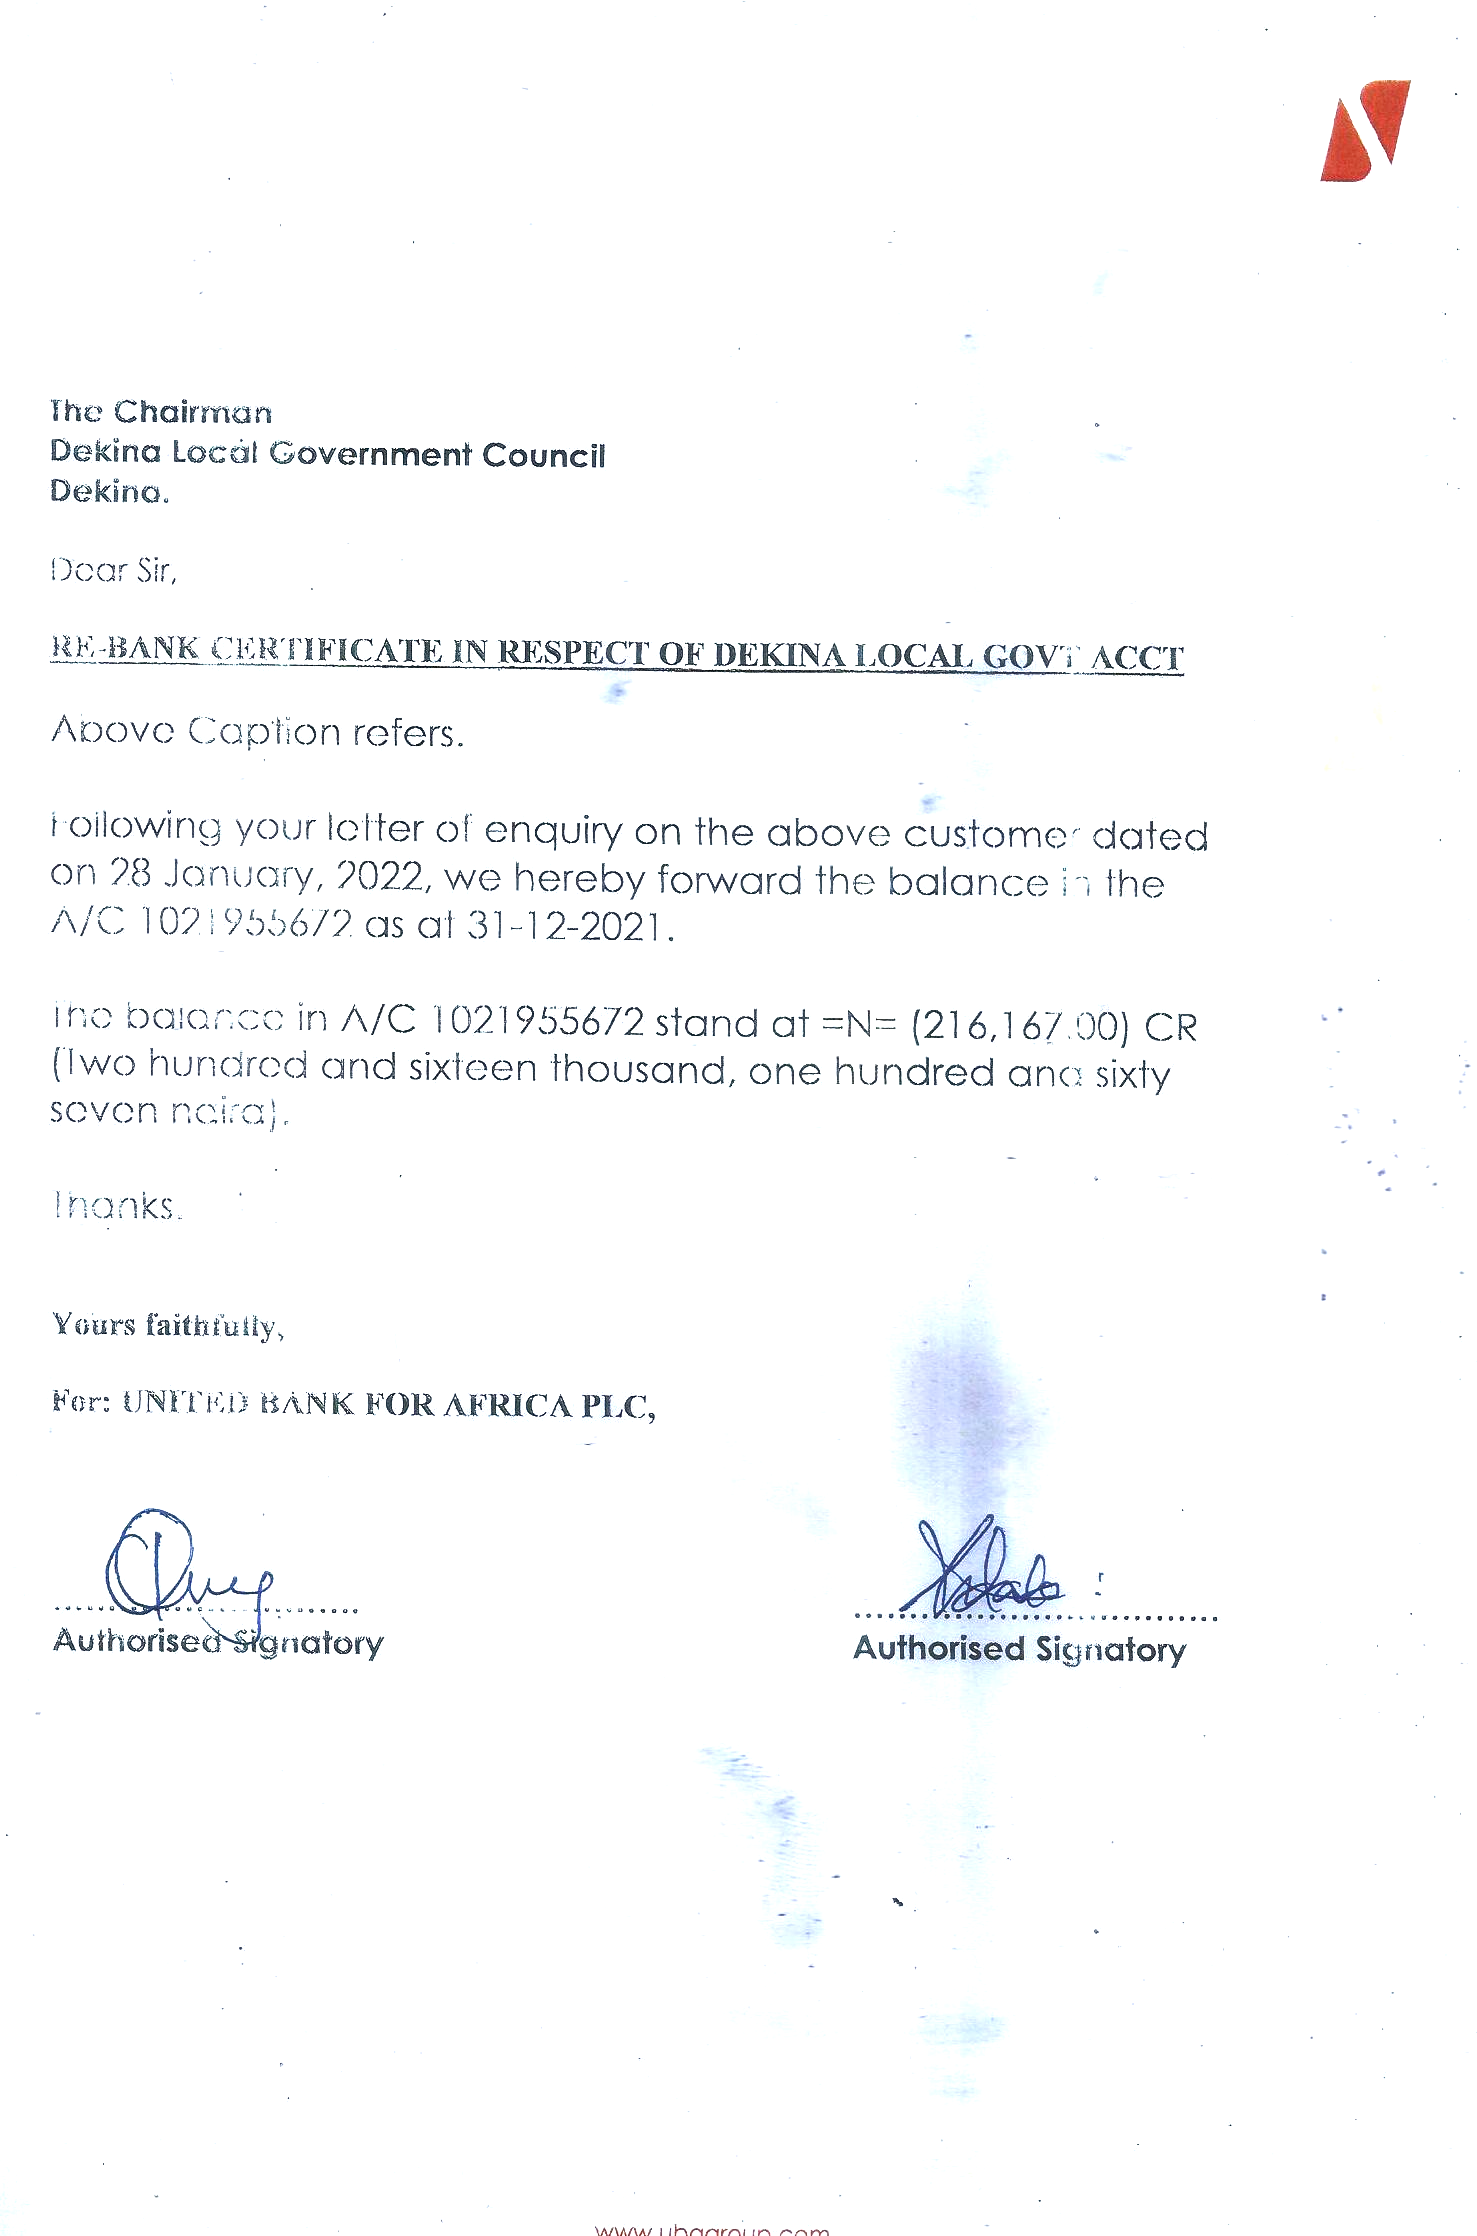 The Chairman
Dekina Local Government Council
Dekina.
Dear Sir,
RE-BANK CERTIFICATE IN RESPECT OF DEKINA LOCAL GOVT ACCT
Above Caption refers.
Following your letter of enquiry on the above customer dated
on 28 January, 2022, we hereby forward the balance in the
A/C 1021955672 as at 31-12-2021.
The balance in A/C 1021955672 stand at =N= (216,167.00) CR
(Two hundred and sixteen thousand, one hundred and sixty
seven naira).
Thanks.
Yours faithfully,
For: UNITED BANK FOR AFRICA PLC,
Authorised Signatory
Authorised Signatory
www.ubagroup.com